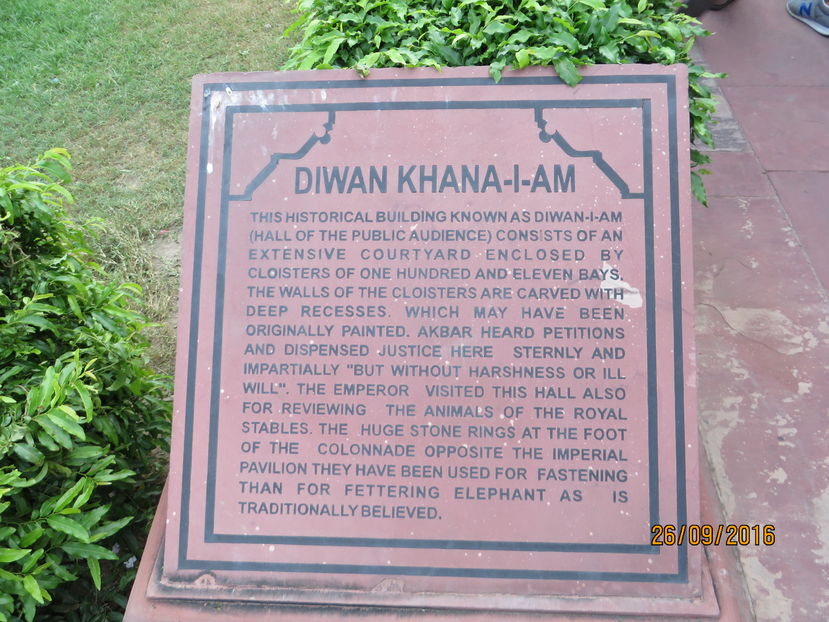 DIWAN KHANA-I-AM
THIS HISTORICAL BUILDING KNOWN AS DIWAN-I-AM
(HALL OF THE PUBLIC AUDIENCE) CONSISTS OF AN
EXTENSIVE COURTYARD ENCLOSED BY
CLOISTERS OF ONE HUNDRED AND ELEVEN BAYS.
THE WALLS OF THE CLOISTERS ARE CARVED WITH
DEEP RECESSES. WHICH MAY HAVE BEEN
ORIGINALLY PAINTED. AKBAR HEARD PETITIONS
AND DISPENSED JUSTICE HERE STERNLY AND
IMPARTIALLY "BUT WITHOUT HARSHNESS OR ILL
WILL". THE EMPEROR VISITED THIS HALL ALSO
FOR REVIEWING THE ANIMALS OF THE ROYAL
STABLES. THE HUGE STONE RINGS AT THE FOOT
OF THE COLONNADE OPPOSITE THE IMPERIAL
PAVILION THEY HAVE BEEN USED FOR FASTENING
THAN FOR FETTERING ELEPHANT AS IS
TRADITIONALLY BELIEVED.
26/09/2016
N